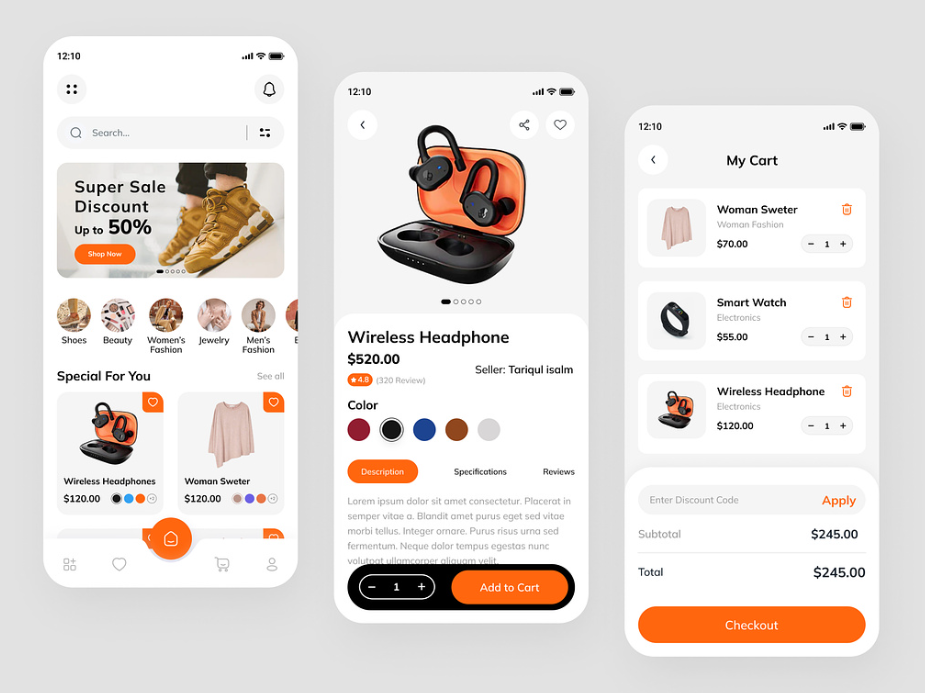 12:10
Search...
Super Sale
Discount
Up to 50%
Shop Now
Shoes
Beauty
Women's
Fashion
Jewelry
Men's
Fashion
Special For You
See all
Wireless Headphones
$120.00
+2
Woman Sweter
$120.00
+2
12:10
Wireless Headphone
$520.00
4.8 (320 Review)
Seller: Tariqul isalm
Color
Description
Specifications
Reviews
Lorem ipsum dolor sit amet consectetur. Placerat in
semper vitae a. Blandit amet purus eget sed vitae
morbi tellus. Integer ornare. Purus risus urna sed
fermentum. Neque dolor tempus egestas nunc
volutpat ullamcorper aliquam velit.
− 1 +
Add to Cart
12:10
My Cart
Woman Sweter
Woman Fashion
$70.00
− 1 +
Smart Watch
Electronics
$55.00
− 1 +
Wireless Headphone
Electronics
$120.00
− 1 +
Enter Discount Code
Apply
Subtotal
$245.00
Total
$245.00
Checkout